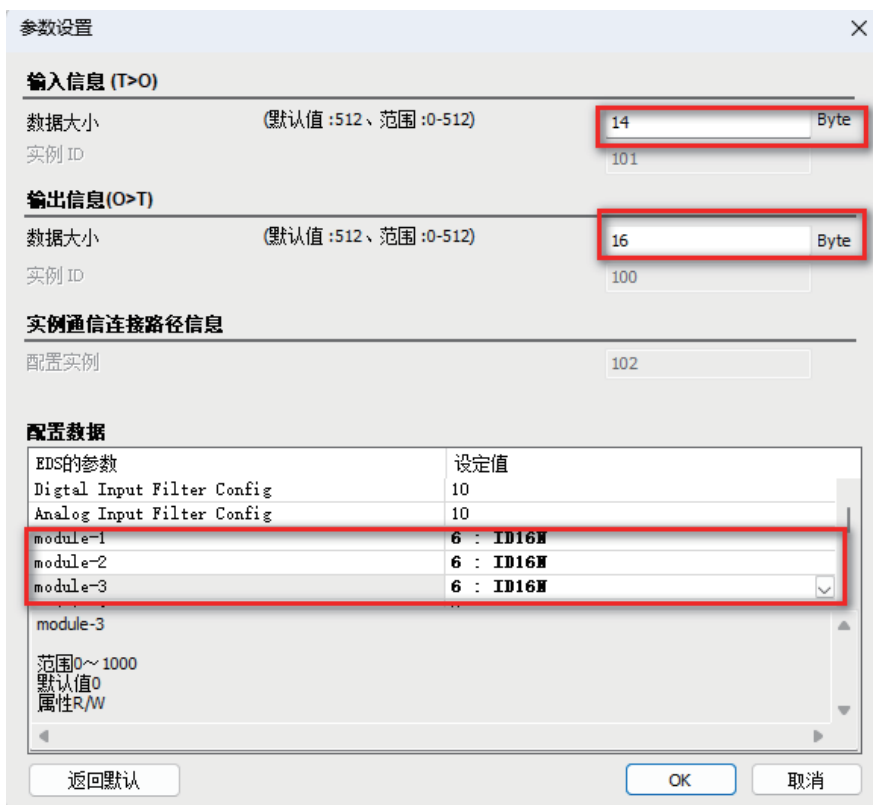 参数设置
输入信息 (T>O)
数据大小 (默认值 :512、范围 :0-512) 14 Byte
实例 ID 101
输出信息(O>T)
数据大小 (默认值 :512、范围 :0-512) 16 Byte
实例 ID 100
实例通信连接路径信息
配置实例 102
配置数据
EDS的参数 设定值
Digtal Input Filter Config 10
Analog Input Filter Config 10
module-1 6 : ID16N
module-2 6 : ID16N
module-3 6 : ID16N
module-3
范围0~1000
默认值0
属性R/W
返回默认 OK 取消